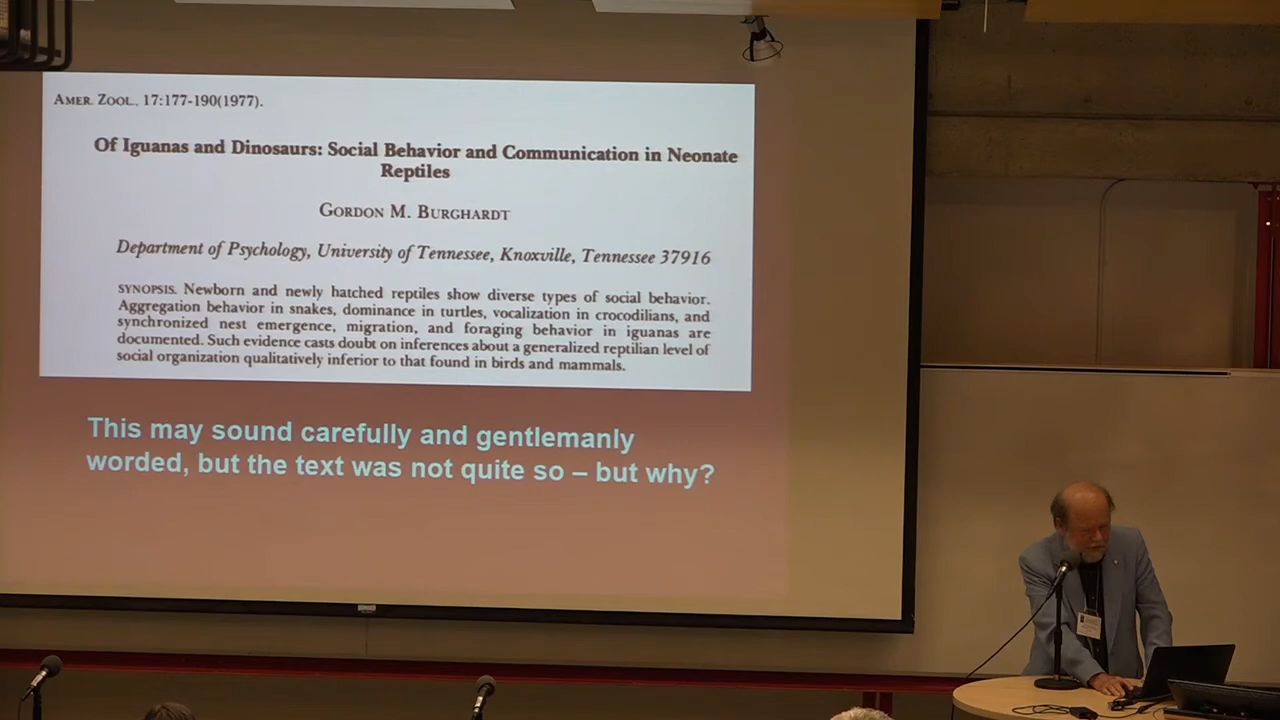 AMER. ZOOL., 17:177-190(1977).
Of Iguanas and Dinosaurs: Social Behavior and Communication in Neonate
Reptiles
GORDON M. BURGHARDT
Department of Psychology, University of Tennessee, Knoxville, Tennessee 37916
SYNOPSIS. Newborn and newly hatched reptiles show diverse types of social behavior.
Aggregation behavior in snakes, dominance in turtles, vocalization in crocodilians, and
synchronized nest emergence, migration, and foraging behavior in iguanas are
documented. Such evidence casts doubt on inferences about a generalized reptilian level of
social organization qualitatively inferior to that found in birds and mammals.
This may sound carefully and gentlemanly
worded, but the text was not quite so – but why?